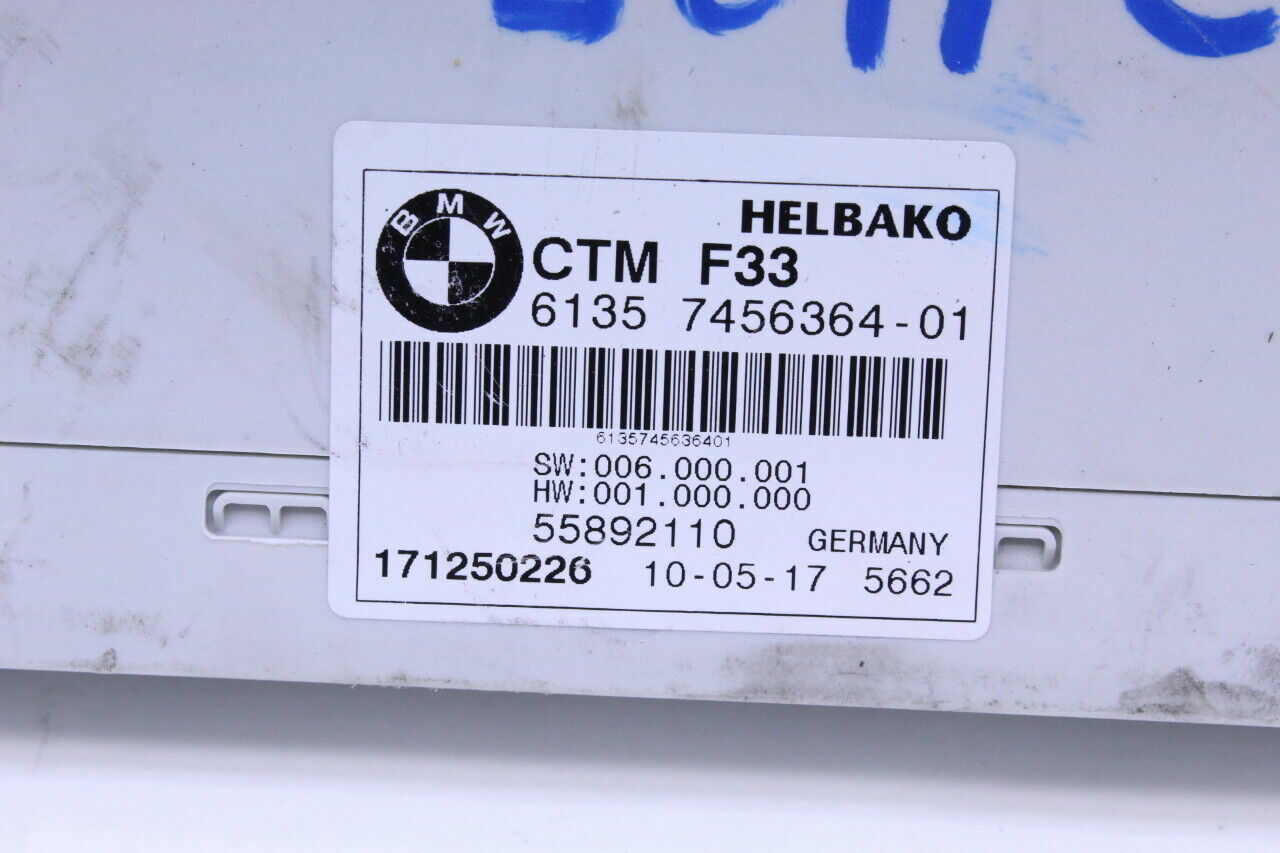 BMW
HELBAKO
CTM F33
6135 7456364-01
6135745636401
SW:006.000.001
HW:001.000.000
55892110 GERMANY
171250226 10-05-17 5662